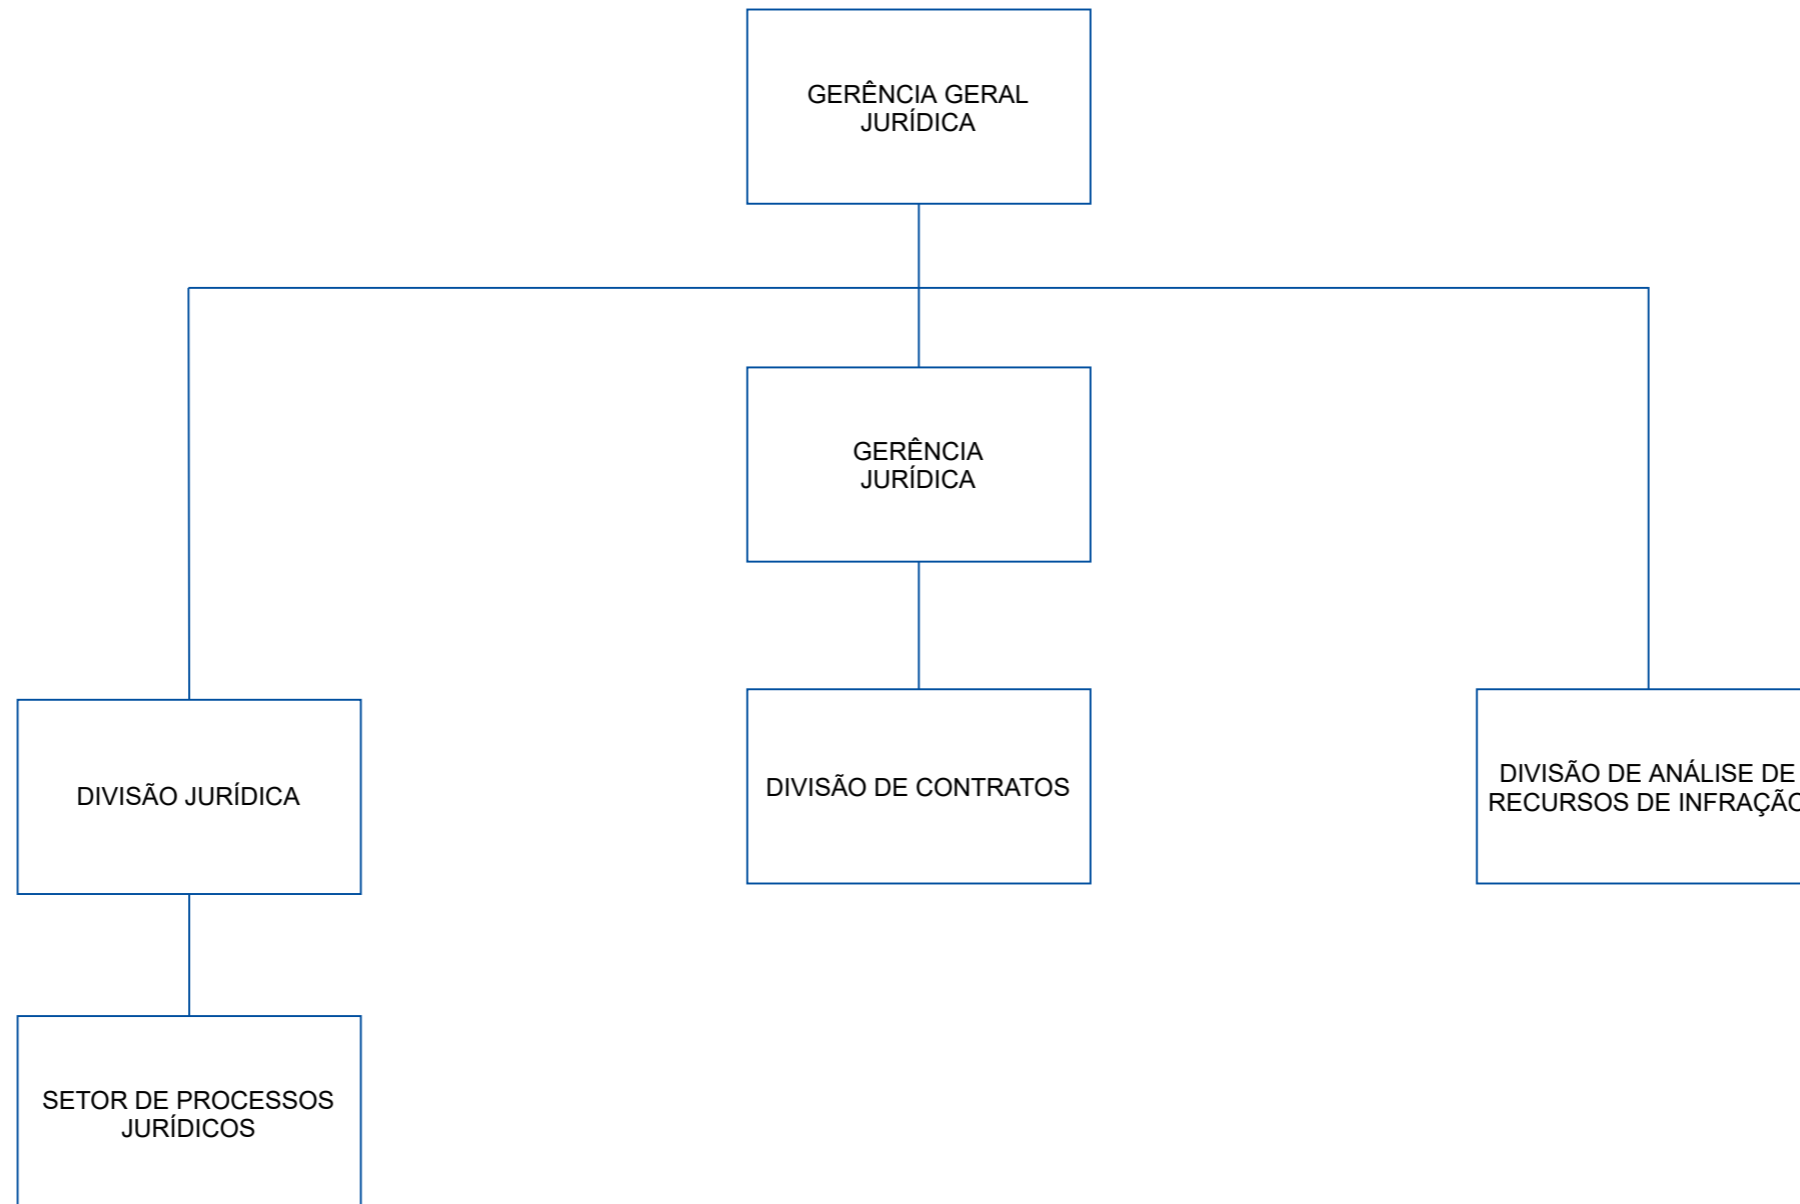 GERÊNCIA GERAL
JURÍDICA
GERÊNCIA
JURÍDICA
DIVISÃO JURÍDICA
DIVISÃO DE CONTRATOS
DIVISÃO DE ANÁLISE DE
RECURSOS DE INFRAÇÃO
SETOR DE PROCESSOS
JURÍDICOS